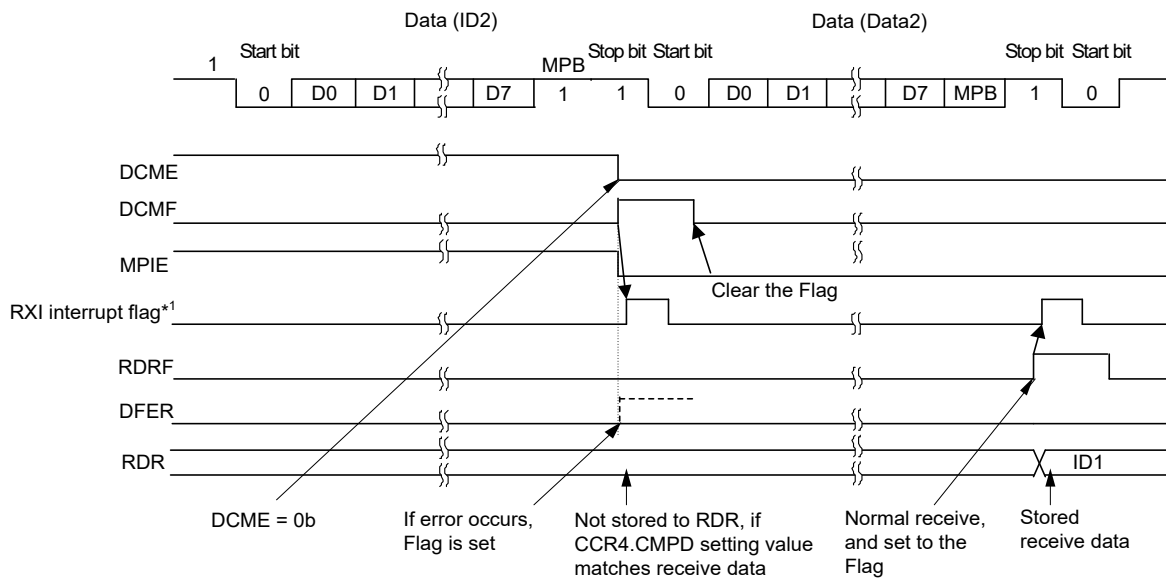 Data (ID2) Data (Data2)
Start bit MPB Stop bit Start bit Stop bit Start bit
1 0 D0 D1 D7 1 1 0 D0 D1 D7 MPB 1 0
DCME
DCMF
MPIE
Clear the Flag
RXI interrupt flag*1
RDRF
DFER
RDR ID1
DCME = 0b
If error occurs,
Flag is set
Not stored to RDR, if
CCR4.CMPD setting value
matches receive data
Normal receive,
and set to the
Flag
Stored
receive data